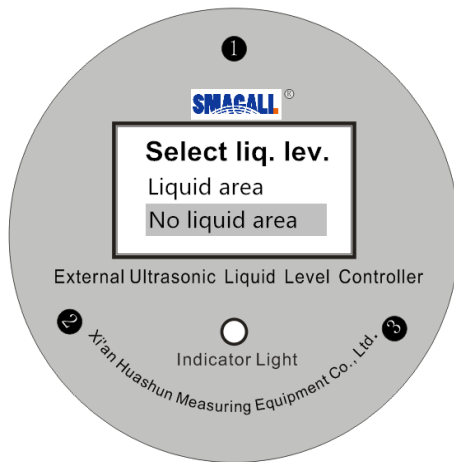 1
SMAGALL®
Select liq. lev.
Liquid area
No liquid area
External Ultrasonic Liquid Level Controller
2
3
Indicator Light
Xi'an Huashun Measuring Equipment Co., Ltd.